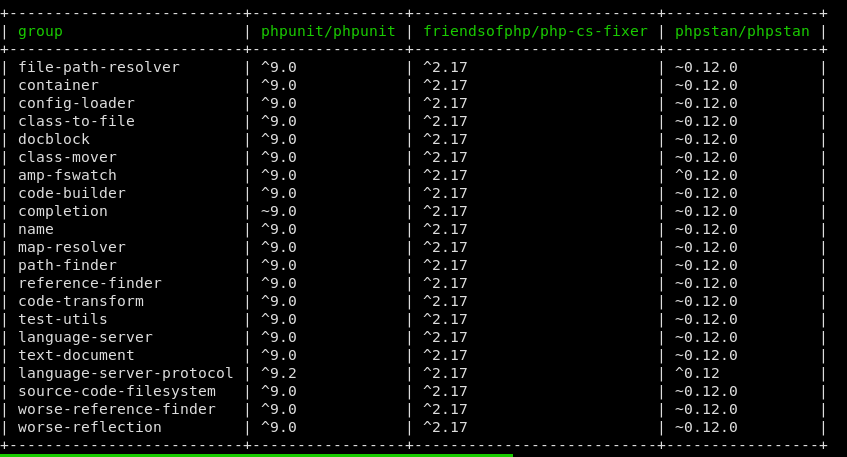 +--------------------------+-----------------+---------------------------+-----------------+
| group                    | phpunit/phpunit | friendsofphp/php-cs-fixer | phpstan/phpstan |
+--------------------------+-----------------+---------------------------+-----------------+
| file-path-resolver       | ^9.0            | ^2.17                     | ~0.12.0         |
| container                | ^9.0            | ^2.17                     | ~0.12.0         |
| config-loader            | ^9.0            | ^2.17                     | ~0.12.0         |
| class-to-file            | ^9.0            | ^2.17                     | ~0.12.0         |
| docblock                 | ^9.0            | ^2.17                     | ~0.12.0         |
| class-mover              | ^9.0            | ^2.17                     | ~0.12.0         |
| amp-fswatch              | ^9.0            | ^2.17                     | ^0.12.0         |
| code-builder             | ^9.0            | ^2.17                     | ~0.12.0         |
| completion               | ~9.0            | ^2.17                     | ~0.12.0         |
| name                     | ^9.0            | ^2.17                     | ~0.12.0         |
| map-resolver             | ^9.0            | ^2.17                     | ~0.12.0         |
| path-finder              | ^9.0            | ^2.17                     | ~0.12.0         |
| reference-finder         | ^9.0            | ^2.17                     | ~0.12.0         |
| code-transform           | ^9.0            | ^2.17                     | ~0.12.0         |
| test-utils               | ^9.0            | ^2.17                     | ~0.12.0         |
| language-server          | ^9.0            | ^2.17                     | ~0.12.0         |
| text-document            | ^9.0            | ^2.17                     | ~0.12.0         |
| language-server-protocol | ^9.2            | ^2.17                     | ^0.12           |
| source-code-filesystem   | ^9.0            | ^2.17                     | ~0.12.0         |
| worse-reference-finder   | ^9.0            | ^2.17                     | ~0.12.0         |
| worse-reflection         | ^9.0            | ^2.17                     | ~0.12.0         |
+--------------------------+-----------------+---------------------------+-----------------+